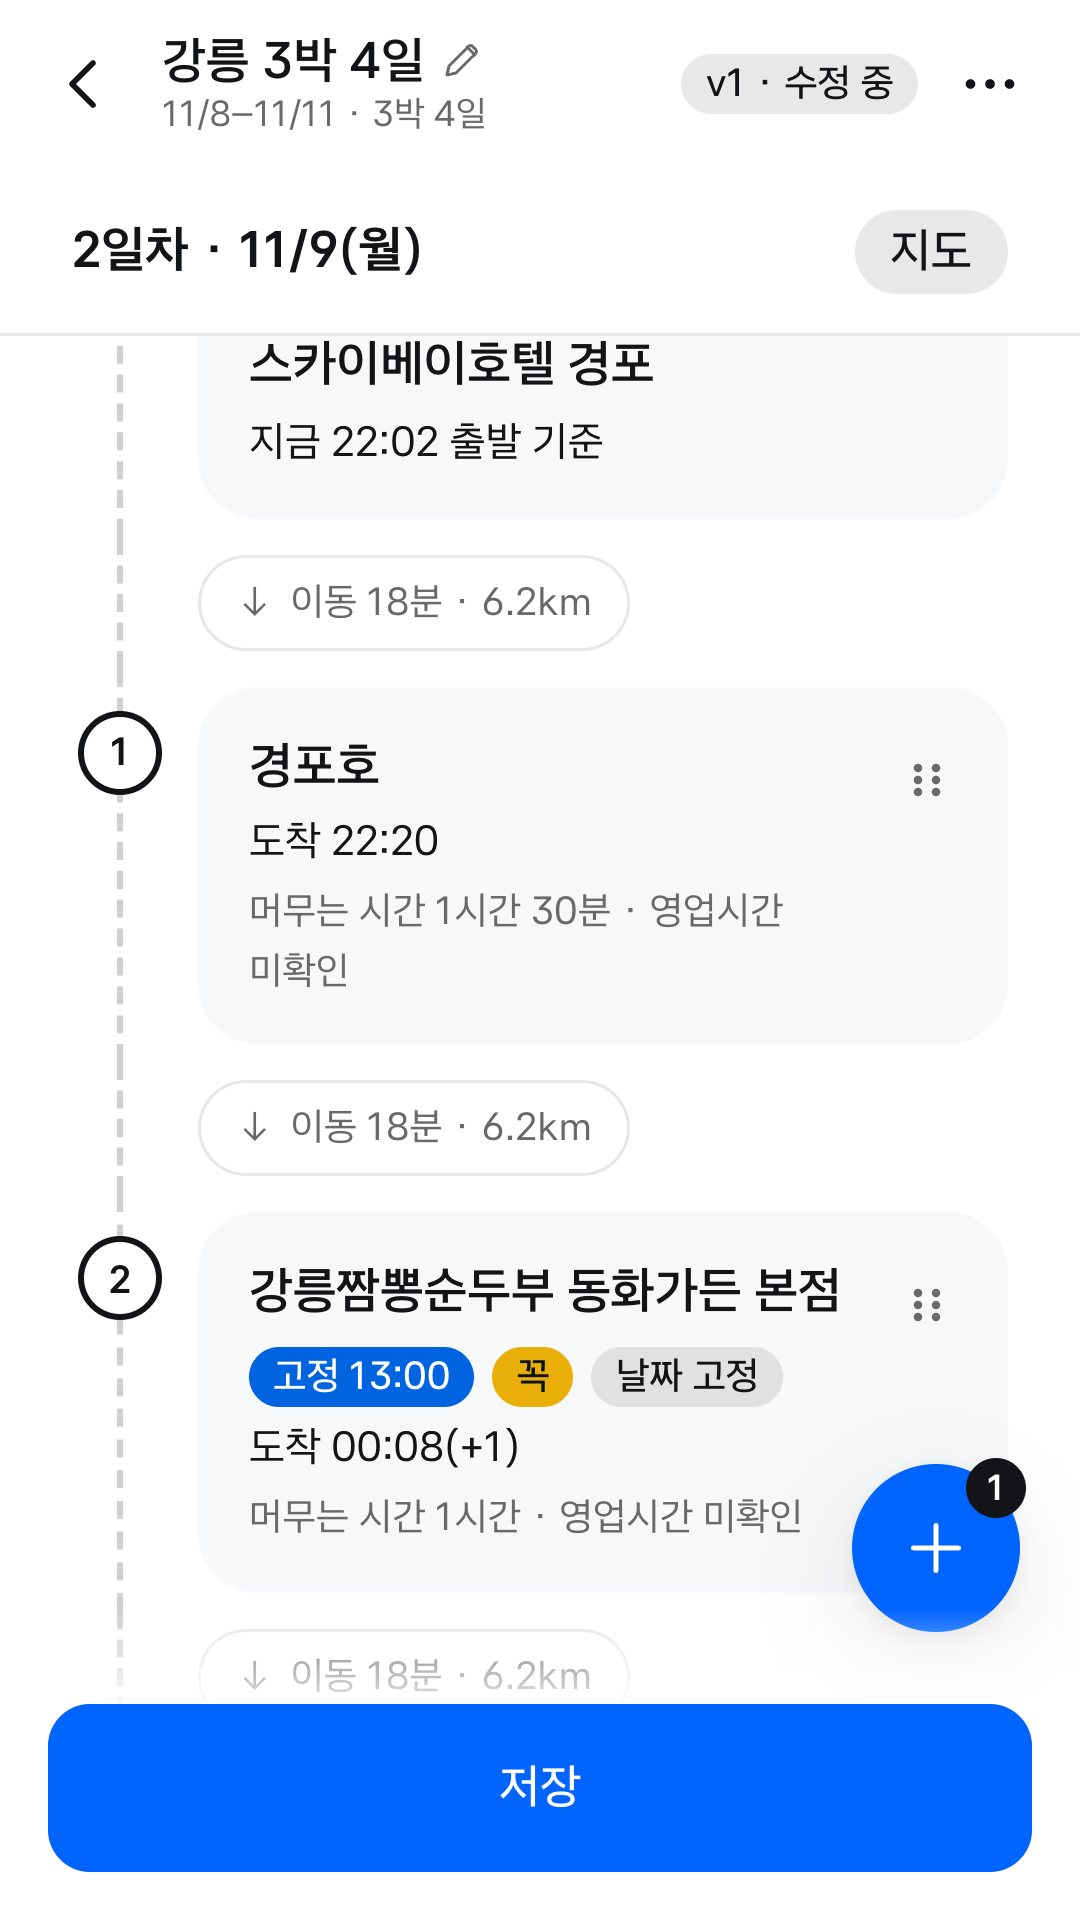 강릉 3박 4일
v1 · 수정 중
11/8–11/11 · 3박 4일
2일차 · 11/9(월)
지도
스카이베이호텔 경포
지금 22:02 출발 기준
↓ 이동 18분 · 6.2km
1
경포호
도착 22:20
머무는 시간 1시간 30분 · 영업시간
미확인
↓ 이동 18분 · 6.2km
2
강릉짬뽕순두부 동화가든 본점
고정 13:00 꼭 날짜 고정
도착 00:08(+1)
머무는 시간 1시간 · 영업시간 미확인
1
↓ 이동 18분 · 6.2km
저장